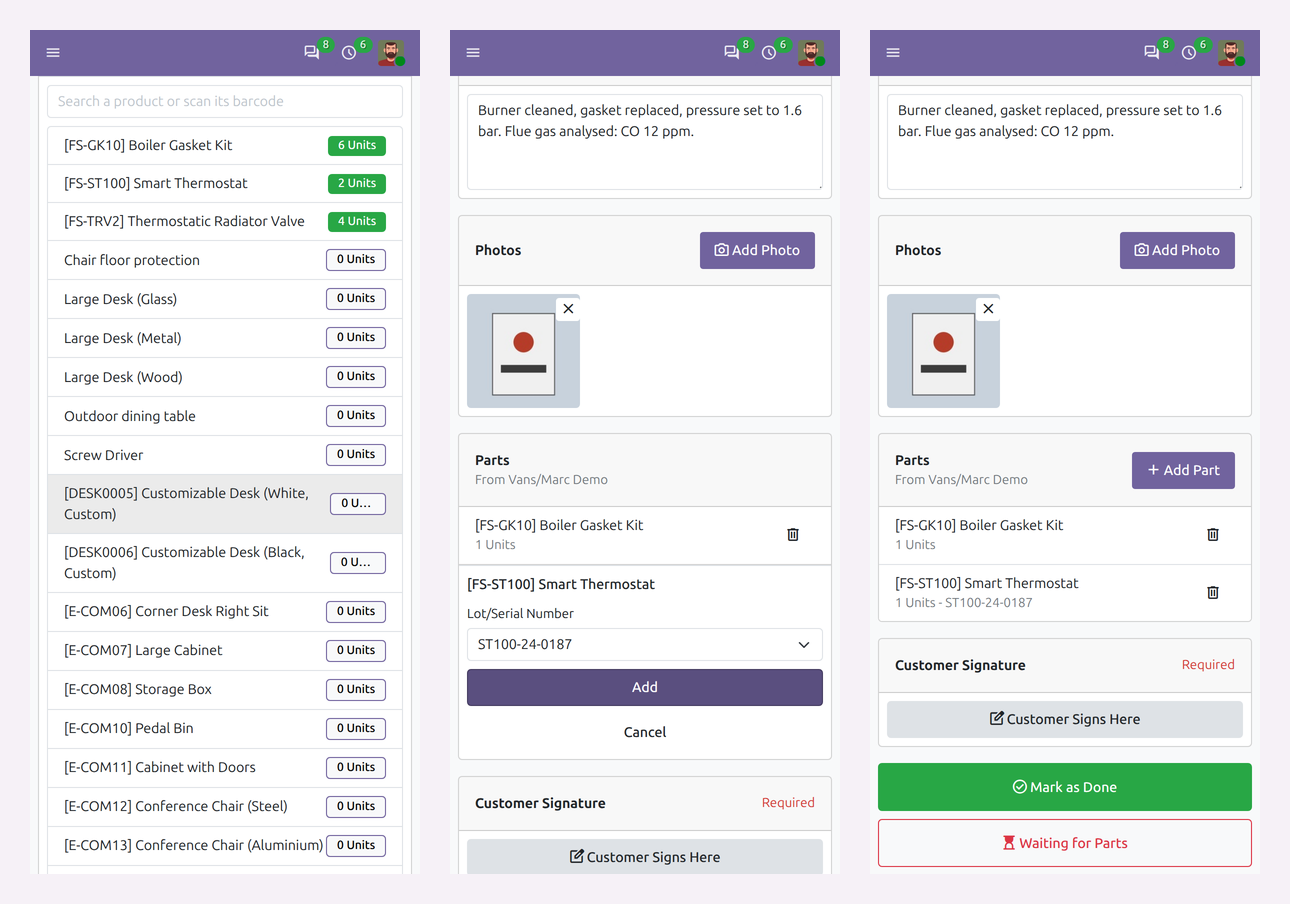 8 6
Search a product or scan its barcode
[FS-GK10] Boiler Gasket Kit 6 Units
[FS-ST100] Smart Thermostat 2 Units
[FS-TRV2] Thermostatic Radiator Valve 4 Units
Chair floor protection 0 Units
Large Desk (Glass) 0 Units
Large Desk (Metal) 0 Units
Large Desk (Wood) 0 Units
Outdoor dining table 0 Units
Screw Driver 0 Units
[DESK0005] Customizable Desk (White, 0 U...
Custom)
[DESK0006] Customizable Desk (Black, 0 U...
Custom)
[E-COM06] Corner Desk Right Sit 0 Units
[E-COM07] Large Cabinet 0 Units
[E-COM08] Storage Box 0 Units
[E-COM10] Pedal Bin 0 Units
[E-COM11] Cabinet with Doors 0 Units
[E-COM12] Conference Chair (Steel) 0 Units
[E-COM13] Conference Chair (Aluminium) 0 Units
8 6
Burner cleaned, gasket replaced, pressure set to 1.6
bar. Flue gas analysed: CO 12 ppm.
Photos Add Photo
Parts
From Vans/Marc Demo
[FS-GK10] Boiler Gasket Kit
1 Units
[FS-ST100] Smart Thermostat
Lot/Serial Number
ST100-24-0187
Add
Cancel
Customer Signature Required
Customer Signs Here
8 6
Burner cleaned, gasket replaced, pressure set to 1.6
bar. Flue gas analysed: CO 12 ppm.
Photos Add Photo
Parts
From Vans/Marc Demo
+ Add Part
[FS-GK10] Boiler Gasket Kit
1 Units
[FS-ST100] Smart Thermostat
1 Units - ST100-24-0187
Customer Signature Required
Customer Signs Here
Mark as Done
Waiting for Parts